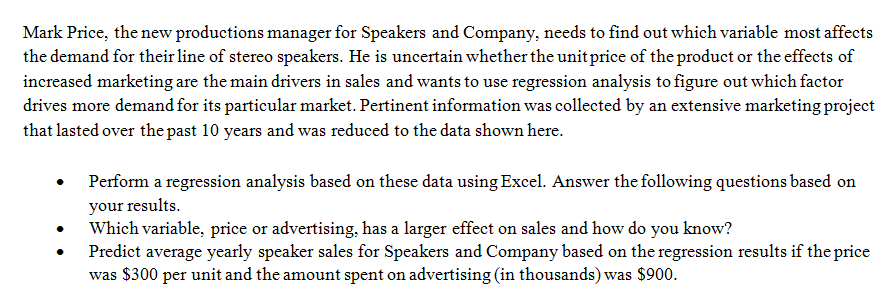 Mark Price, the new productions manager for Speakers and Company, needs to find out which variable most affects
the demand for their line of stereo speakers. He is uncertain whether the unit price of the product or the effects of
increased marketing are the main drivers in sales and wants to use regression analysis to figure out which factor
drives more demand for its particular market. Pertinent information was collected by an extensive marketing project
that lasted over the past 10 years and was reduced to the data shown here.
• Perform a regression analysis based on these data using Excel. Answer the following questions based on
your results.
• Which variable, price or advertising, has a larger effect on sales and how do you know?
• Predict average yearly speaker sales for Speakers and Company based on the regression results if the price
was $300 per unit and the amount spent on advertising (in thousands) was $900.